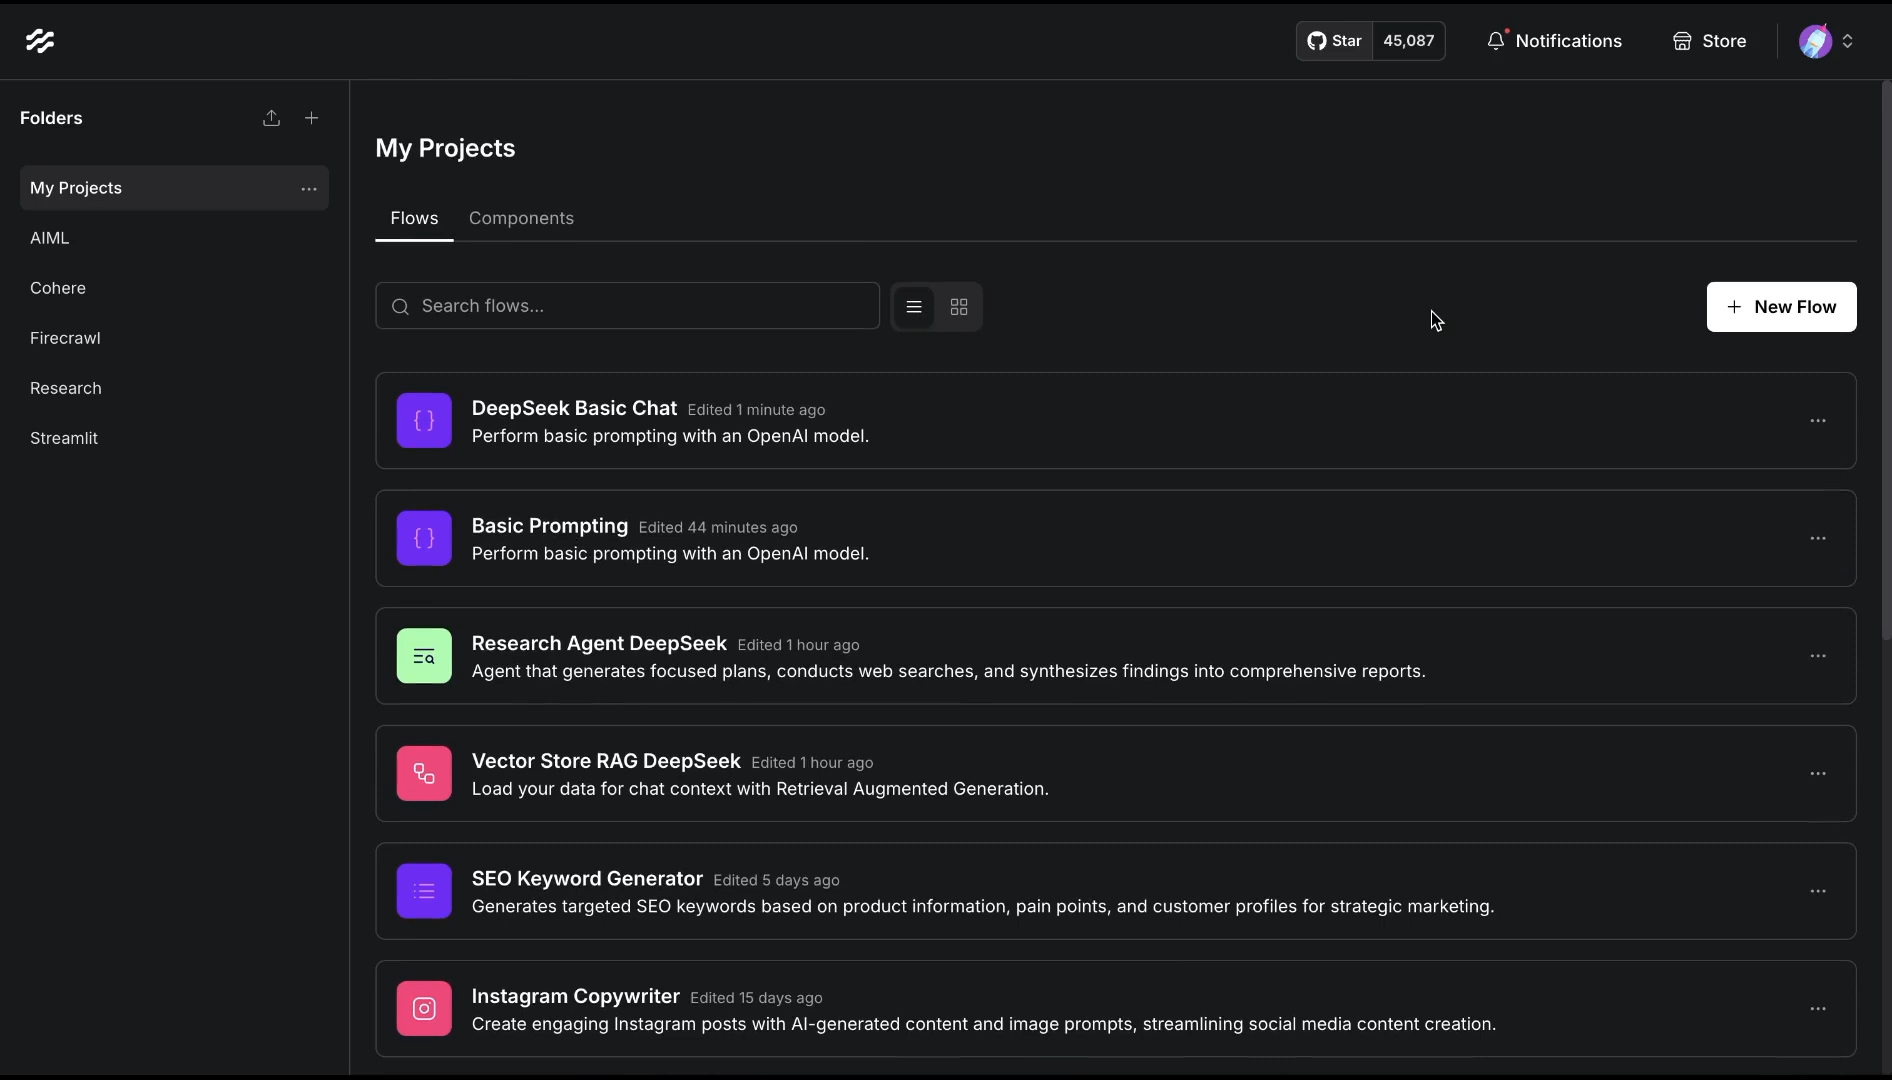 Star 45,087 Notifications Store
Folders
My Projects
AIML
Cohere
Firecrawl
Research
Streamlit
My Projects
Flows Components
Search flows...
+ New Flow
DeepSeek Basic Chat Edited 1 minute ago
Perform basic prompting with an OpenAI model.
Basic Prompting Edited 44 minutes ago
Perform basic prompting with an OpenAI model.
Research Agent DeepSeek Edited 1 hour ago
Agent that generates focused plans, conducts web searches, and synthesizes findings into comprehensive reports.
Vector Store RAG DeepSeek Edited 1 hour ago
Load your data for chat context with Retrieval Augmented Generation.
SEO Keyword Generator Edited 5 days ago
Generates targeted SEO keywords based on product information, pain points, and customer profiles for strategic marketing.
Instagram Copywriter Edited 15 days ago
Create engaging Instagram posts with AI-generated content and image prompts, streamlining social media content creation.